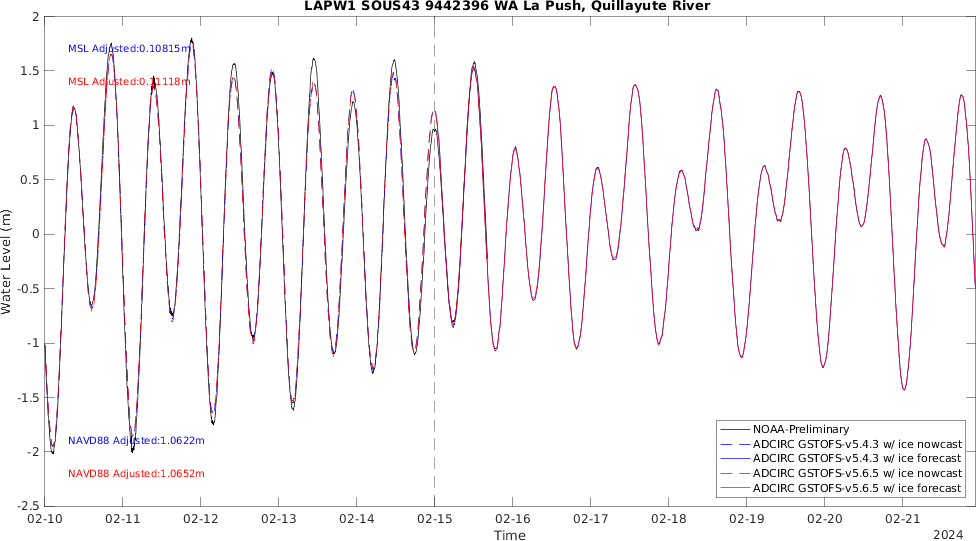 LAPW1 SOUS43 9442396 WA La Push, Quillayute River
2
1.5
1
0.5
0
-0.5
-1
-1.5
-2
-2.5
Water Level (m)
MSL Adjusted:0.10815m
MSL Adjusted:0.11118m
NAVD88 Adjusted:1.0622m
NAVD88 Adjusted:1.0652m
NOAA-Preliminary
ADCIRC GSTOFS-v5.4.3 w/ ice nowcast
ADCIRC GSTOFS-v5.4.3 w/ ice forecast
ADCIRC GSTOFS-v5.6.5 w/ ice nowcast
ADCIRC GSTOFS-v5.6.5 w/ ice forecast
02-10 02-11 02-12 02-13 02-14 02-15 02-16 02-17 02-18 02-19 02-20 02-21
Time
2024